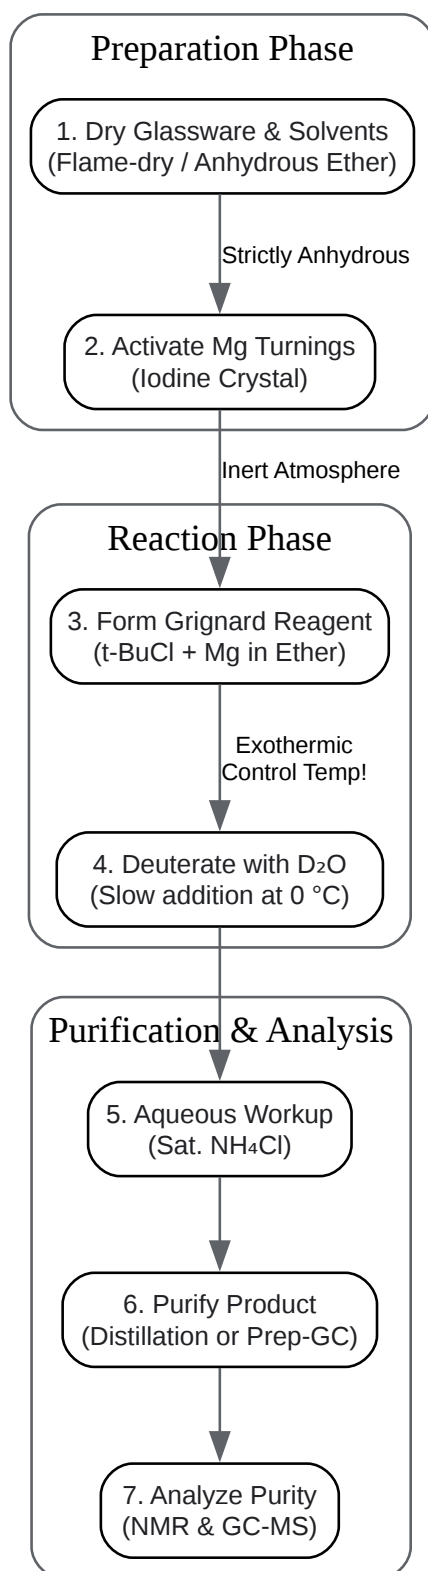 Preparation Phase
1. Dry Glassware & Solvents
(Flame-dry / Anhydrous Ether)
Strictly Anhydrous
2. Activate Mg Turnings
(Iodine Crystal)
Inert Atmosphere
Reaction Phase
3. Form Grignard Reagent
(t-BuCl + Mg in Ether)
Exothermic
Control Temp!
4. Deuterate with D₂O
(Slow addition at 0 °C)
Purification & Analysis
5. Aqueous Workup
(Sat. NH₄Cl)
6. Purify Product
(Distillation or Prep-GC)
7. Analyze Purity
(NMR & GC-MS)